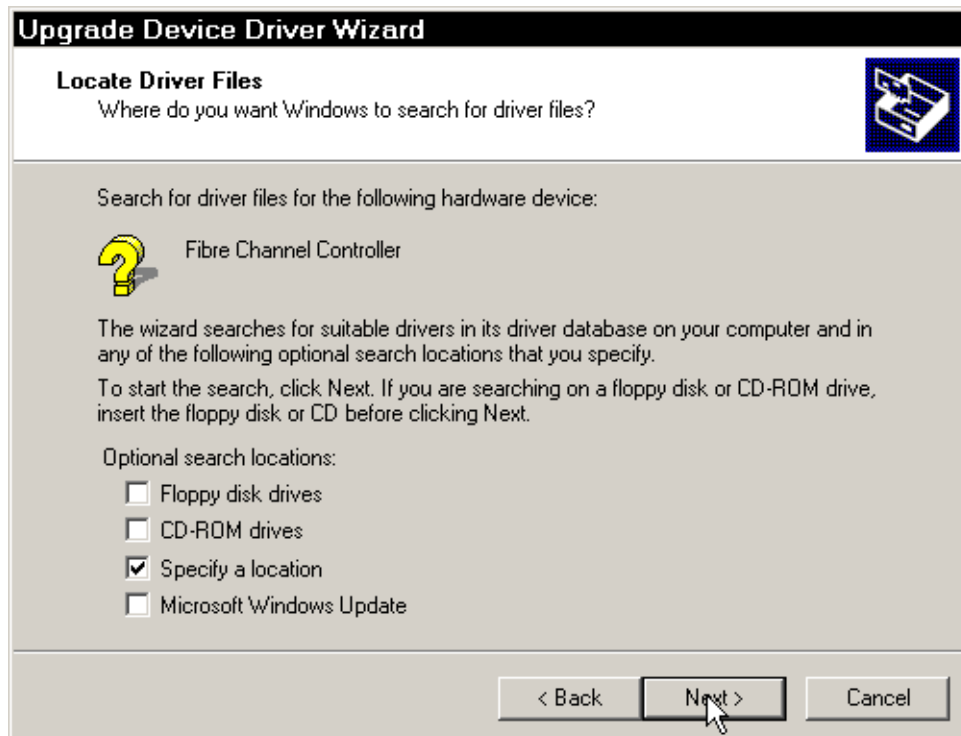 Upgrade Device Driver Wizard
Locate Driver Files
Where do you want Windows to search for driver files?
Search for driver files for the following hardware device:
Fibre Channel Controller
The wizard searches for suitable drivers in its driver database on your computer and in
any of the following optional search locations that you specify.
To start the search, click Next. If you are searching on a floppy disk or CD-ROM drive,
insert the floppy disk or CD before clicking Next.
Optional search locations:
Floppy disk drives
CD-ROM drives
Specify a location
Microsoft Windows Update
< Back Next > Cancel